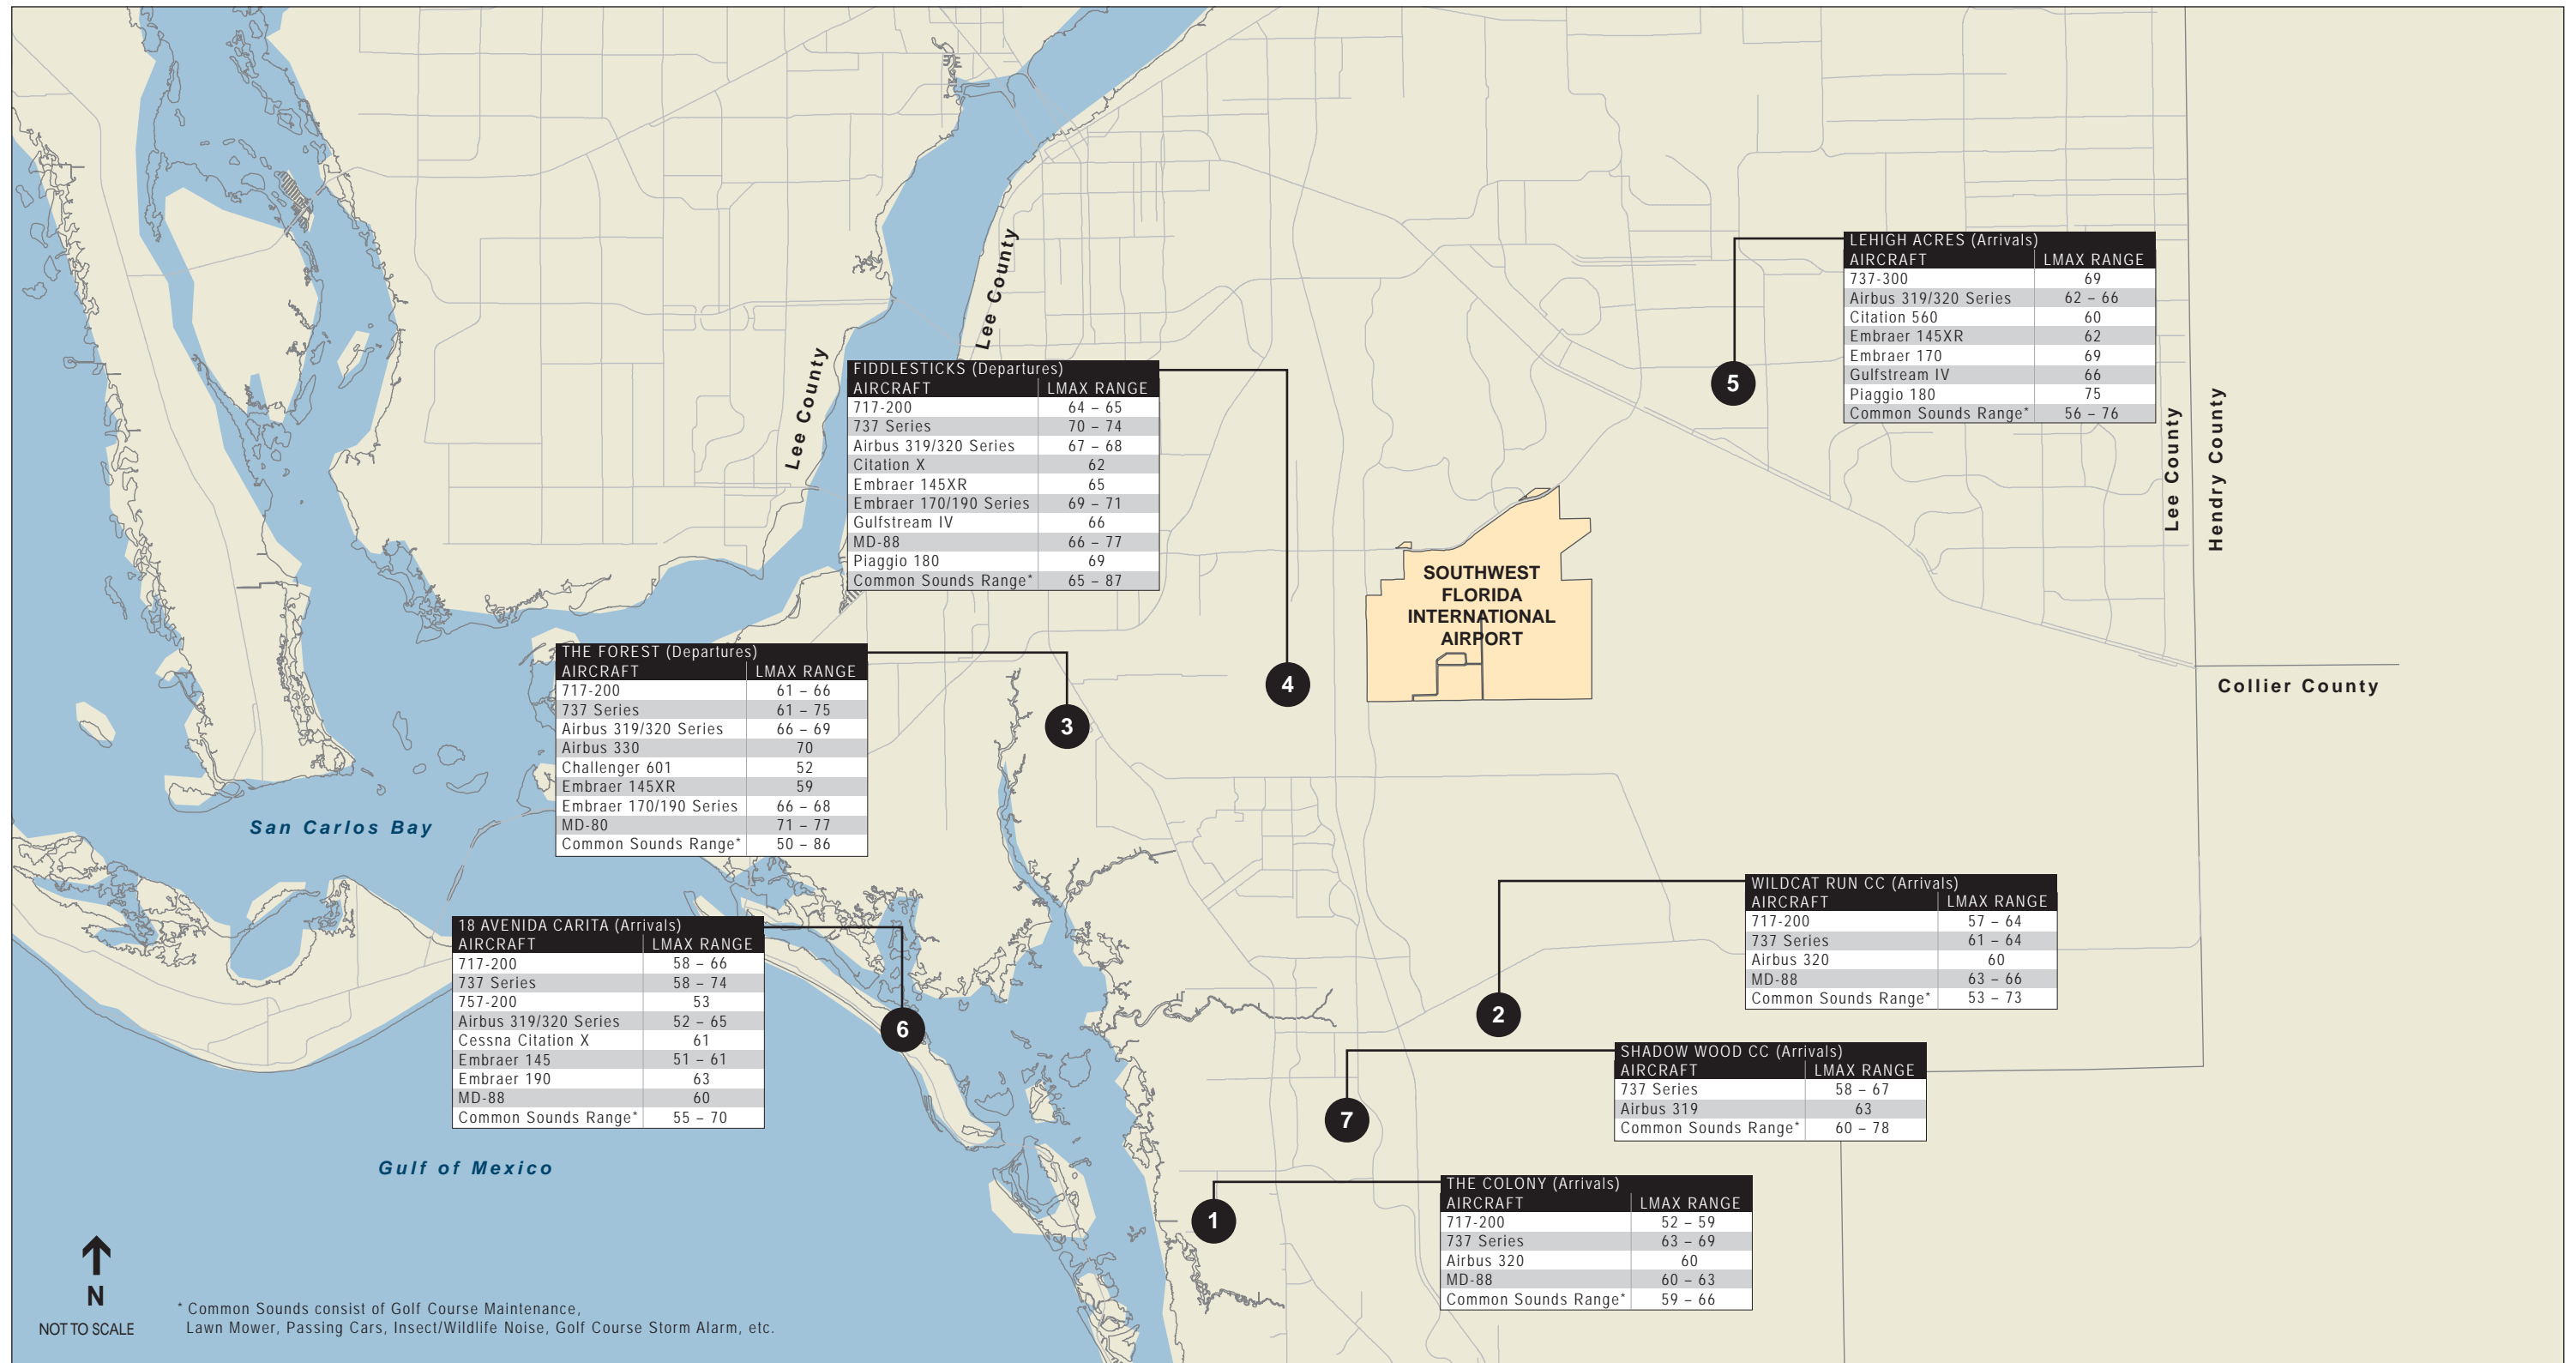 Lee County
Lee County
LEHIGH ACRES (Arrivals)
AIRCRAFT LMAX RANGE
737-300 69
Airbus 319/320 Series 62 – 66
Citation 560 60
Embraer 145XR 62
Embraer 170 69
Gulfstream IV 66
Piaggio 180 75
Common Sounds Range* 56 – 76
5
Lee County
Hendry County
Collier County
FIDDLESTICKS (Departures)
AIRCRAFT LMAX RANGE
717-200 64 – 65
737 Series 70 – 74
Airbus 319/320 Series 67 – 68
Citation X 62
Embraer 145XR 65
Embraer 170/190 Series 69 – 71
Gulfstream IV 66
MD-88 66 – 77
Piaggio 180 69
Common Sounds Range* 65 – 87
4
SOUTHWEST
FLORIDA
INTERNATIONAL
AIRPORT
THE FOREST (Departures)
AIRCRAFT LMAX RANGE
717-200 61 – 66
737 Series 61 – 75
Airbus 319/320 Series 66 – 69
Airbus 330 70
Challenger 601 52
Embraer 145XR 59
Embraer 170/190 Series 66 – 68
MD-80 71 – 77
Common Sounds Range* 50 – 86
3
San Carlos Bay
18 AVENIDA CARITA (Arrivals)
AIRCRAFT LMAX RANGE
717-200 58 – 66
737 Series 58 – 74
757-200 53
Airbus 319/320 Series 52 – 65
Cessna Citation X 61
Embraer 145 51 – 61
Embraer 190 63
MD-88 60
Common Sounds Range* 55 – 70
6
WILDCAT RUN CC (Arrivals)
AIRCRAFT LMAX RANGE
717-200 57 – 64
737 Series 61 – 64
Airbus 320 60
MD-88 63 – 66
Common Sounds Range* 53 – 73
2
SHADOW WOOD CC (Arrivals)
AIRCRAFT LMAX RANGE
737 Series 58 – 67
Airbus 319 63
Common Sounds Range* 60 – 78
7
THE COLONY (Arrivals)
AIRCRAFT LMAX RANGE
717-200 52 – 59
737 Series 63 – 69
Airbus 320 60
MD-88 60 – 63
Common Sounds Range* 59 – 66
1
Gulf of Mexico
N
NOT TO SCALE
* Common Sounds consist of Golf Course Maintenance,
Lawn Mower, Passing Cars, Insect/Wildlife Noise, Golf Course Storm Alarm, etc.